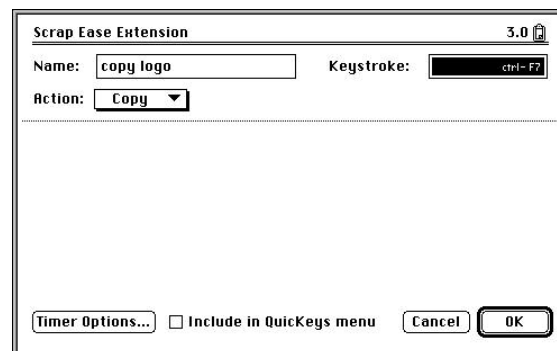 Scrap Ease Extension 3.0
Name: copy logo Keystroke: ctrl-F7
Action: Copy
Timer Options... Include in QuicKeys menu Cancel OK